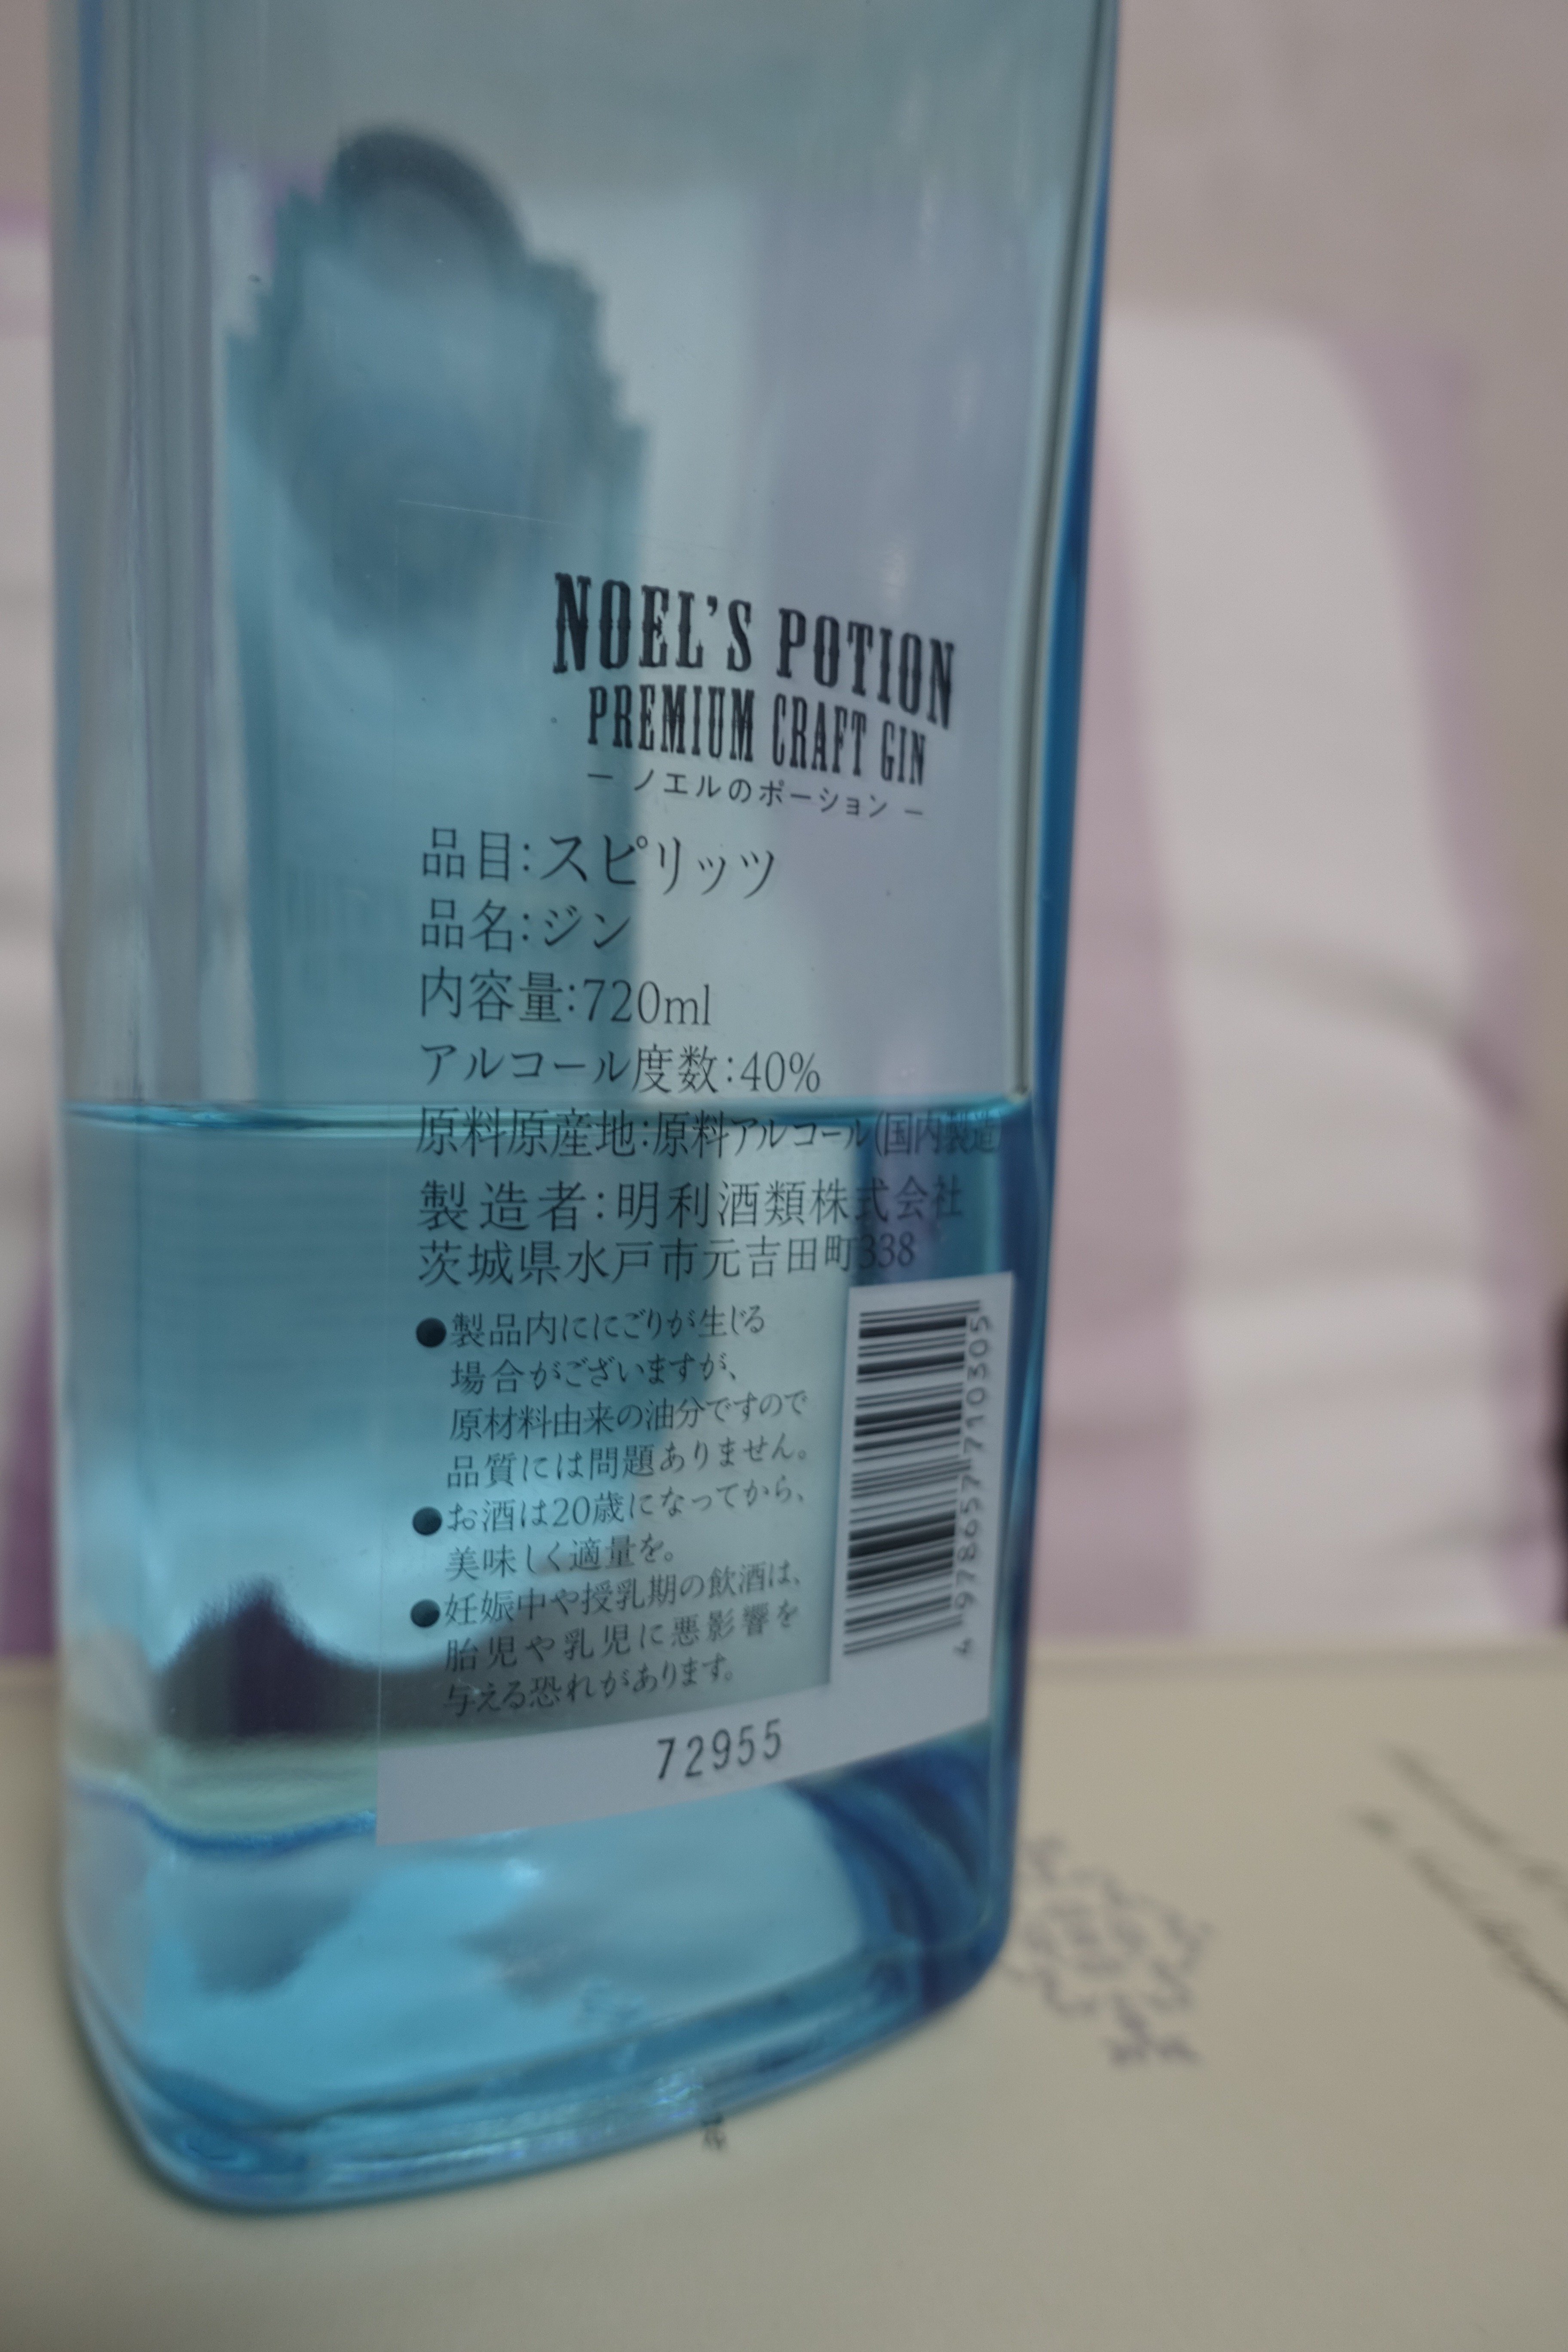 NOEL'S POTION
PREMIUM CRAFT GIN
― ノエルのポーション ―
品目:スピリッツ
品名:ジン
内容量:720ml
アルコール度数:40%
原料原産地:原料アルコール(国内製造
製造者:明利酒類株式会社
茨城県水戸市元吉田町338
●製品内ににごりが生じる
場合がございますが、
原材料由来の油分ですので
品質には問題ありません。
●お酒は20歳になってから、
美味しく適量を。
●妊娠中や授乳期の飲酒は、
胎児や乳児に悪影響を
与える恐れがあります。
4 978657 710305
72955